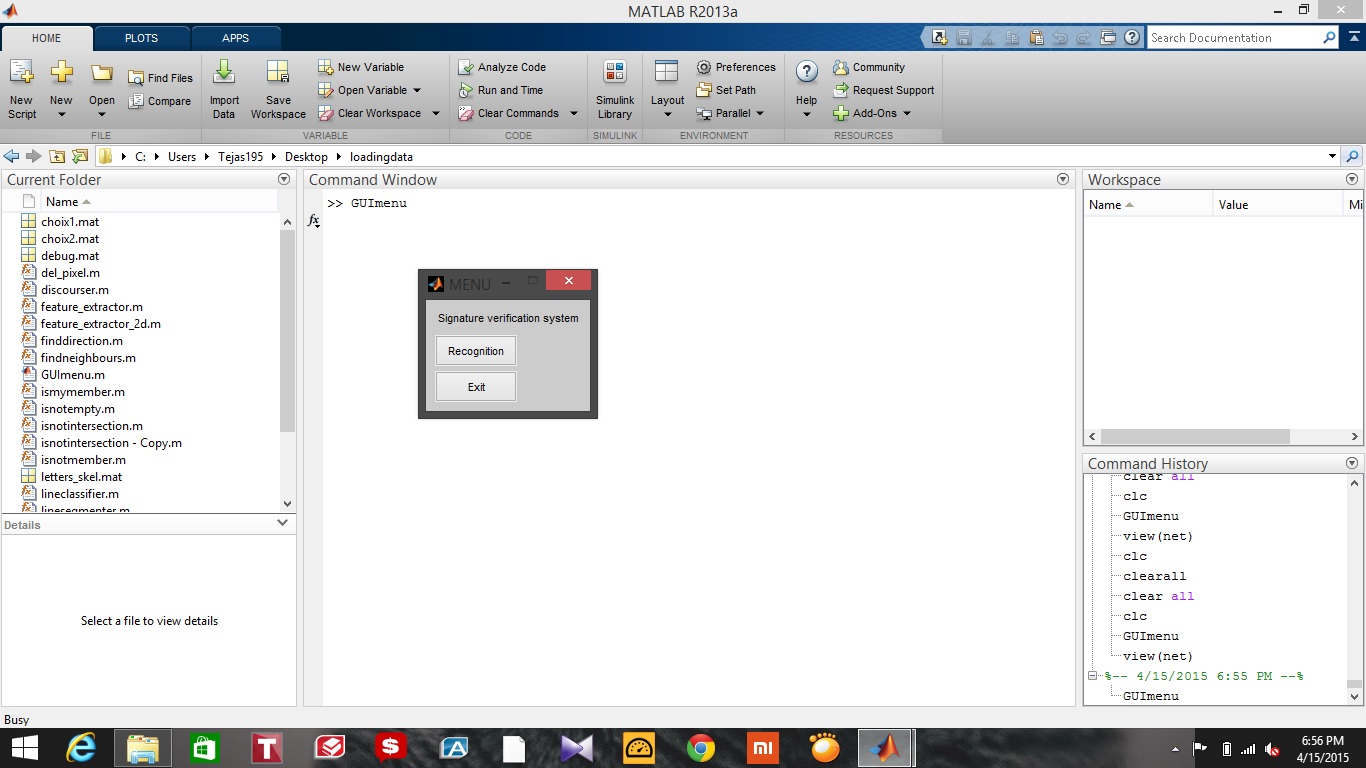 MATLAB R2013a
HOME PLOTS APPS
Search Documentation
New Script
New
Open
Find Files
Compare
FILE
Import Data
Save Workspace
New Variable
Open Variable
Clear Workspace
VARIABLE
Analyze Code
Run and Time
Clear Commands
CODE
Simulink Library
SIMULINK
Layout
Preferences
Set Path
Parallel
ENVIRONMENT
Help
Community
Request Support
Add-Ons
RESOURCES
C: Users Tejas195 Desktop loadingdata
Current Folder
Name
choix1.mat
choix2.mat
debug.mat
del_pixel.m
discourser.m
feature_extractor.m
feature_extractor_2d.m
finddirection.m
findneighbours.m
GUImenu.m
ismymember.m
isnotempty.m
isnotintersection.m
isnotintersection - Copy.m
isnotmember.m
letters_skel.mat
lineclassifier.m
linesegmenter.m
Details
Select a file to view details
Command Window
>> GUImenu
fx
MENU
Signature verification system
Recognition
Exit
Workspace
Name Value Mi
Command History
clear all
clc
GUImenu
view(net)
clc
clearall
clear all
clc
GUImenu
view(net)
%-- 4/15/2015 6:55 PM --%
GUImenu
Busy
6:56 PM
4/15/2015